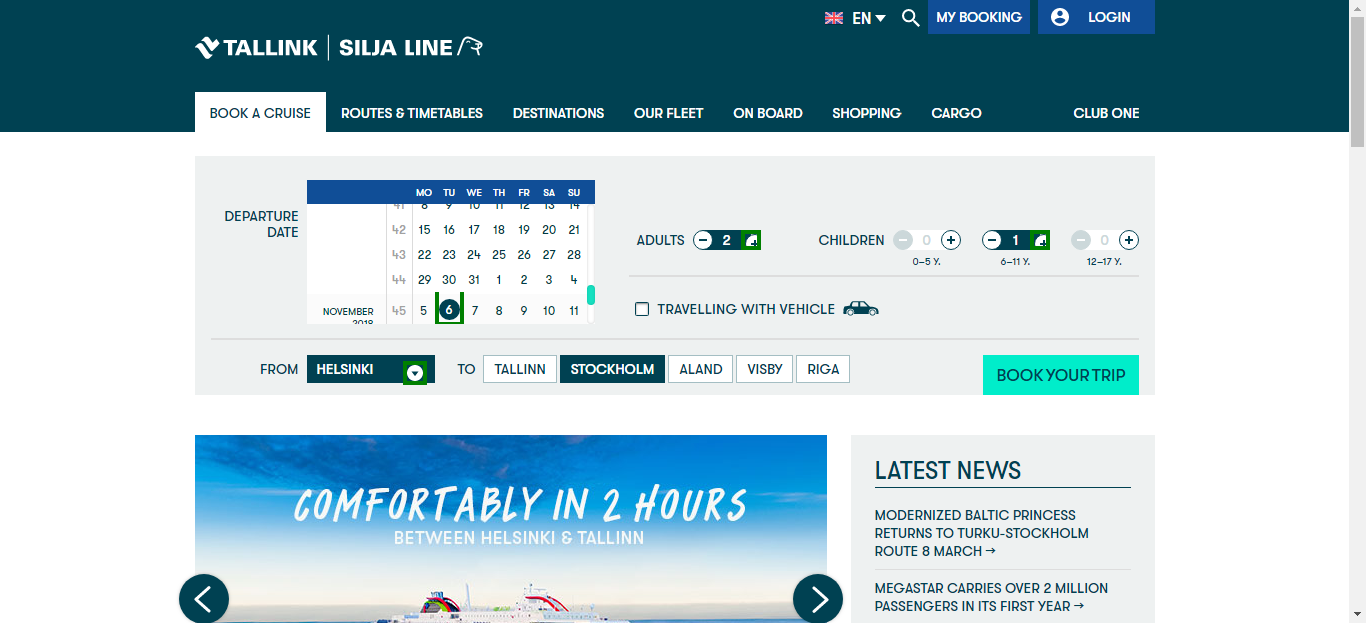 EN
MY BOOKING
LOGIN
TALLINK | SILJA LINE
BOOK A CRUISE
ROUTES & TIMETABLES
DESTINATIONS
OUR FLEET
ON BOARD
SHOPPING
CARGO
CLUB ONE
DEPARTURE
DATE
MO TU WE TH FR SA SU
41 8 9 10 11 12 13 14
42 15 16 17 18 19 20 21
43 22 23 24 25 26 27 28
44 29 30 31 1 2 3 4
NOVEMBER 45 5 6 7 8 9 10 11
2018
ADULTS 2
CHILDREN 0 1 0
0–5 Y. 6–11 Y. 12–17 Y.
TRAVELLING WITH VEHICLE
FROM HELSINKI TO TALLINN STOCKHOLM ALAND VISBY RIGA
BOOK YOUR TRIP
COMFORTABLY IN 2 HOURS
BETWEEN HELSINKI & TALLINN
LATEST NEWS
MODERNIZED BALTIC PRINCESS
RETURNS TO TURKU-STOCKHOLM
ROUTE 8 MARCH →
MEGASTAR CARRIES OVER 2 MILLION
PASSENGERS IN ITS FIRST YEAR →